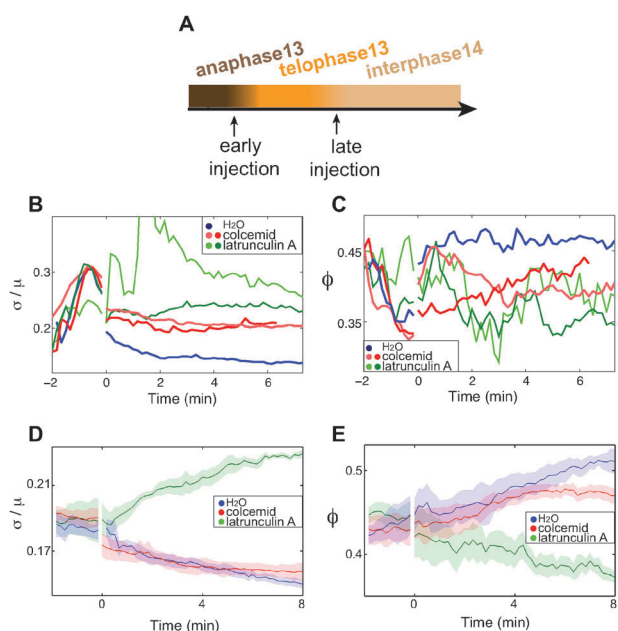 A
anaphase13 telophase13 interphase14
early injection
late injection
B
σ / μ
0.3
0.2
H₂O
colcemid
latrunculin A
−2 0 2 4 6
Time (min)
C
ϕ
0.45
0.35
H₂O
colcemid
latrunculin A
−2 0 2 4 6
Time (min)
D
σ / μ
0.21
0.19
0.17
H₂O
colcemid
latrunculin A
0 4 8
Time (min)
E
ϕ
0.5
0.4
H₂O
colcemid
latrunculin A
0 4 8
Time (min)